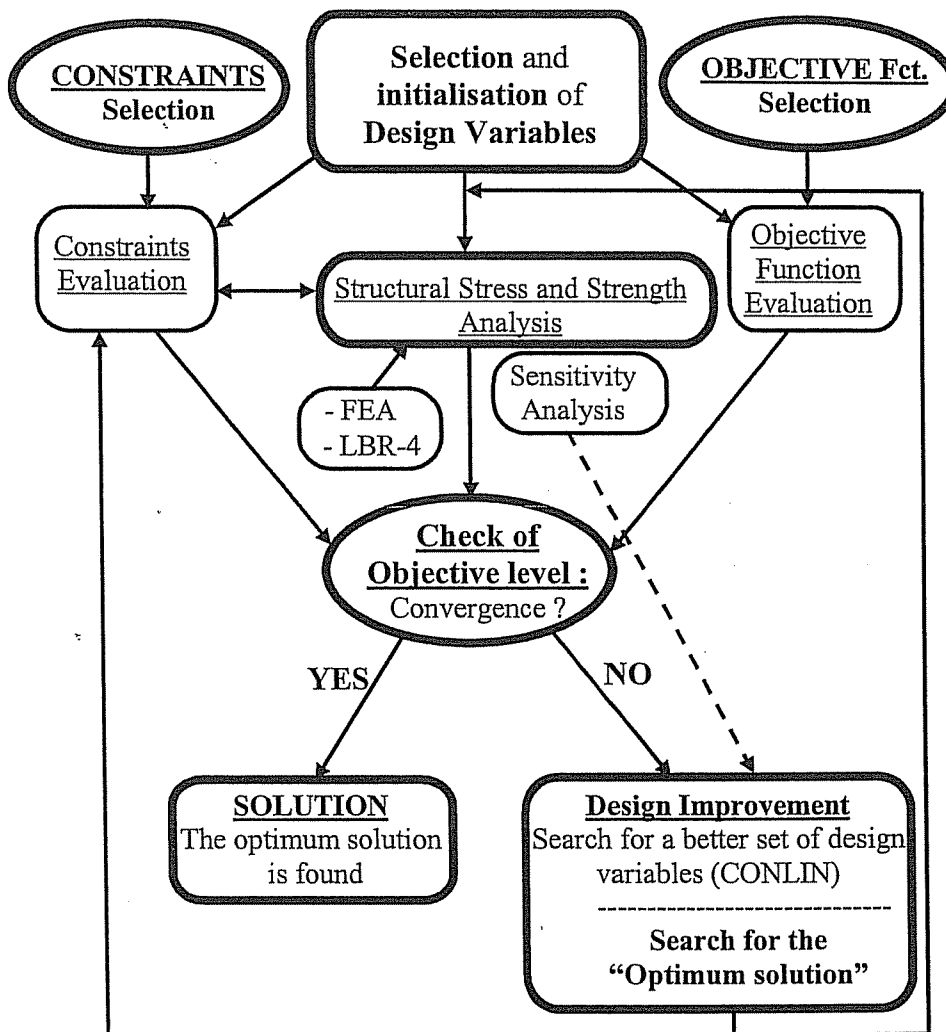 CONSTRAINTS
Selection
Selection and
initialisation of
Design Variables
OBJECTIVE Fct.
Selection
Constraints
Evaluation
Structural Stress and Strength
Analysis
Objective
Function
Evaluation
- FEA
- LBR-4
Sensitivity
Analysis
Check of
Objective level :
Convergence ?
YES
NO
SOLUTION
The optimum solution
is found
Design Improvement
Search for a better set of design
variables (CONLIN)
Search for the
“Optimum solution”